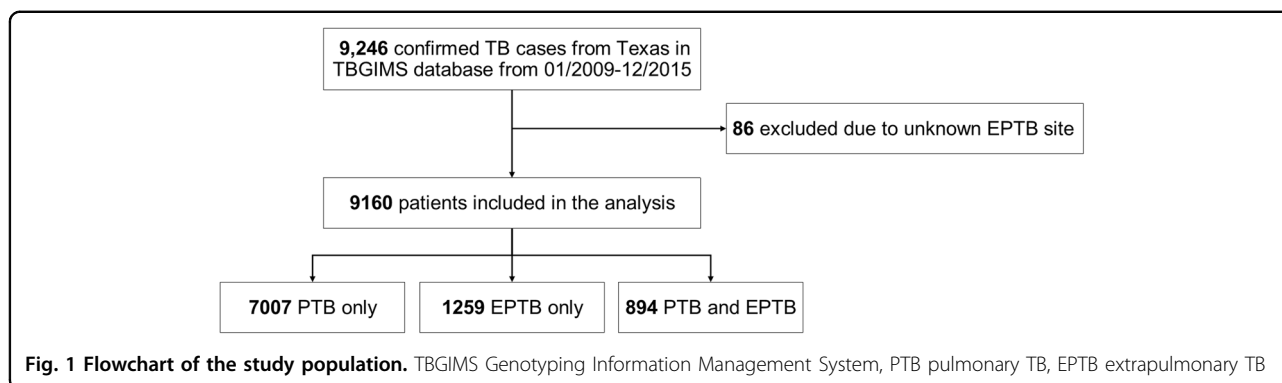 9,246 confirmed TB cases from Texas in
TBGIMS database from 01/2009-12/2015
86 excluded due to unknown EPTB site
9160 patients included in the analysis
7007 PTB only
1259 EPTB only
894 PTB and EPTB
Fig. 1 Flowchart of the study population. TBGIMS Genotyping Information Management System, PTB pulmonary TB, EPTB extrapulmonary TB